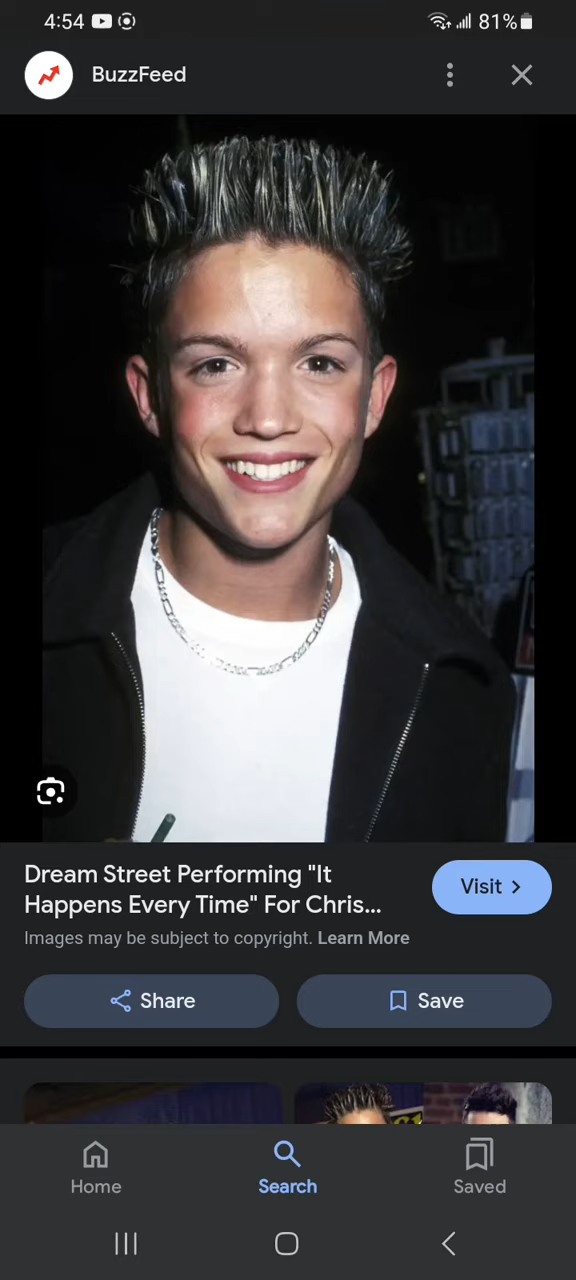 4:54 81%
BuzzFeed
Dream Street Performing "It
Happens Every Time" For Chris...
Visit
Images may be subject to copyright. Learn More
Share Save
Home Search Saved